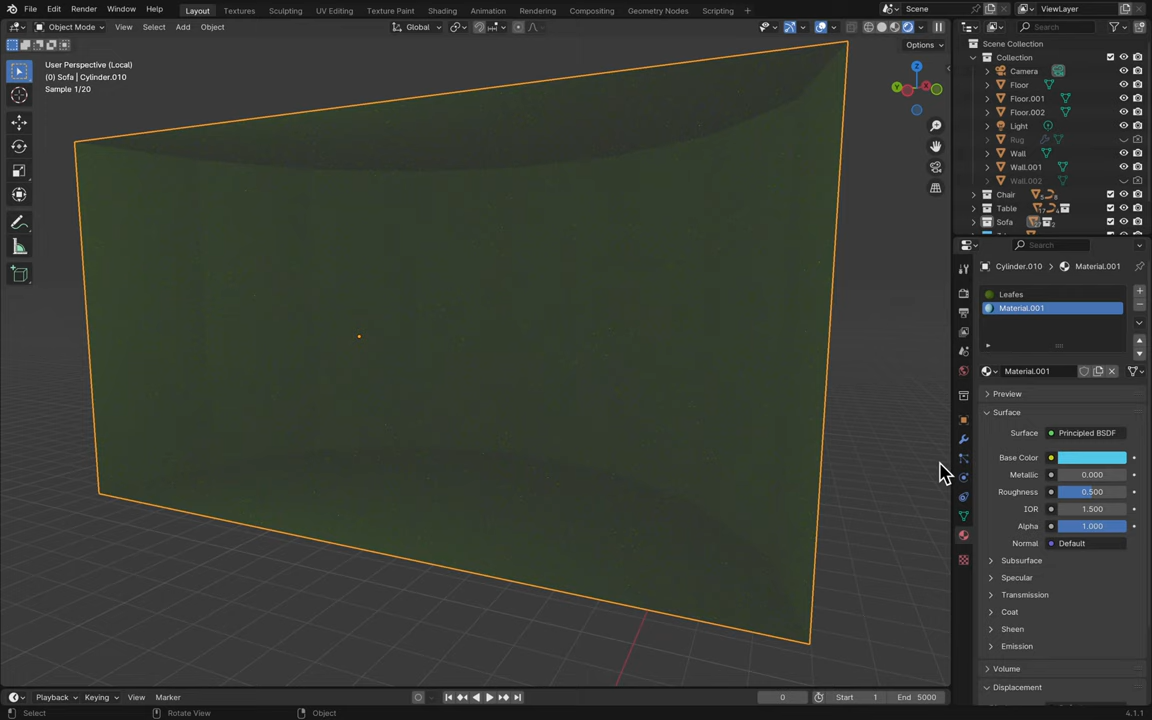 File Edit Render Window Help Layout Textures Sculpting UV Editing Texture Paint Shading Animation Rendering Compositing Geometry Nodes Scripting + Scene ViewLayer
Object Mode View Select Add Object Global Search
Options
User Perspective (Local)
(0) Sofa | Cylinder.010
Sample 1/20
Z
Y
X
Scene Collection
Collection
Camera
Floor
Floor.001
Floor.002
Light
Rug
Wall
Wall.001
Wall.002
Chair
Table
Sofa
Search
Cylinder.010 Material.001
Leafes
Material.001
Material.001
Preview
Surface
Surface Principled BSDF
Base Color
Metallic 0.000
Roughness 0.500
IOR 1.500
Alpha 1.000
Normal Default
Subsurface
Specular
Transmission
Coat
Sheen
Emission
Volume
Displacement
Playback Keying View Marker 0 Start 1 End 5000
Select Rotate View Object 4.1.1